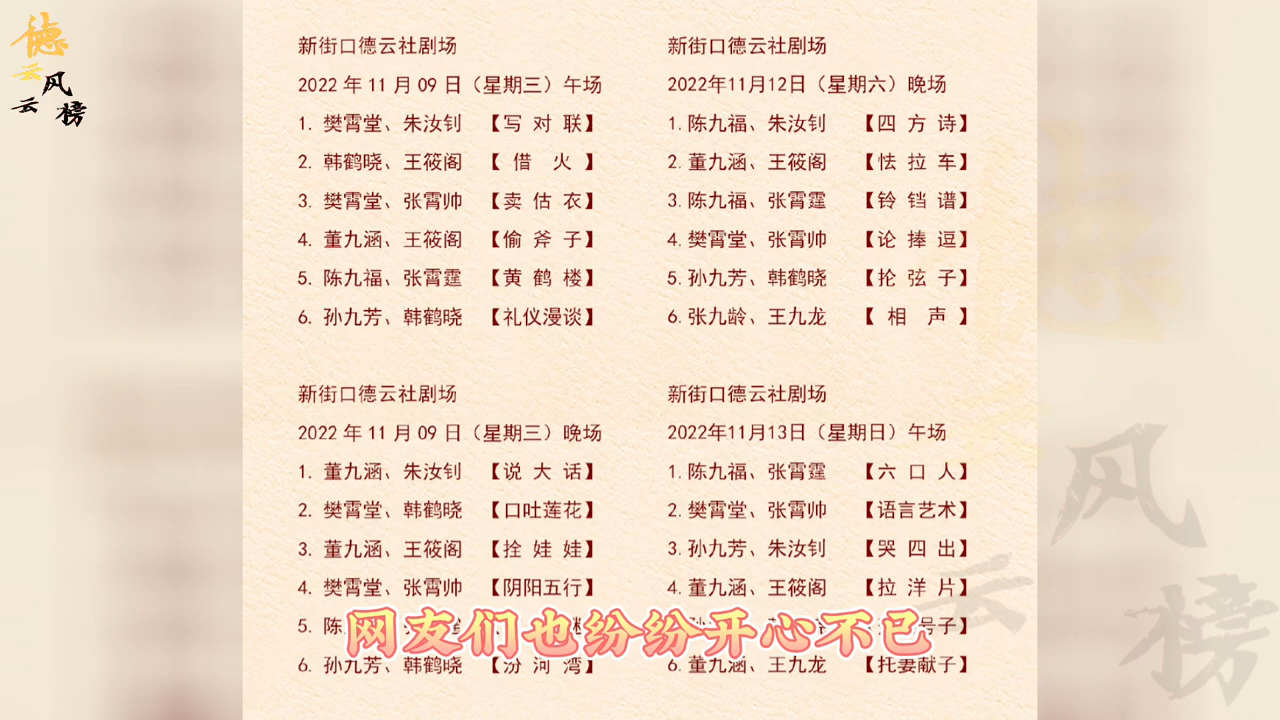 德云风云榜
新街口德云社剧场
2022 年 11 月 09 日（星期三）午场
1. 樊霄堂、朱汝钊 【写 对 联】
2. 韩鹤晓、王筱阁 【 借 火 】
3. 樊霄堂、张霄帅 【卖 估 衣】
4. 董九涵、王筱阁 【偷 斧 子】
5. 陈九福、张霄霆 【黄 鹤 楼】
6. 孙九芳、韩鹤晓 【礼仪漫谈】
新街口德云社剧场
2022年11月12日（星期六）晚场
1. 陈九福、朱汝钊 【四 方 诗】
2. 董九涵、王筱阁 【怯 拉 车】
3. 陈九福、张霄霆 【铃 铛 谱】
4. 樊霄堂、张霄帅 【论 捧 逗】
5. 孙九芳、韩鹤晓 【抡 弦 子】
6. 张九龄、王九龙 【 相 声 】
新街口德云社剧场
2022 年 11 月 09 日（星期三）晚场
1. 董九涵、朱汝钊 【说 大 话】
2. 樊霄堂、韩鹤晓 【口吐莲花】
3. 董九涵、王筱阁 【拴 娃 娃】
4. 樊霄堂、张霄帅 【阴阳五行】
5. 陈
6. 孙九芳、韩鹤晓 【汾 河 湾】
新街口德云社剧场
2022年11月13日（星期日）午场
1. 陈九福、张霄霆 【六 口 人】
2. 樊霄堂、张霄帅 【语言艺术】
3. 孙九芳、朱汝钊 【哭 四 出】
4. 董九涵、王筱阁 【拉 洋 片】
号子】
6. 董九涵、王九龙 【托妻献子】
网友们也纷纷开心不已
风云榜